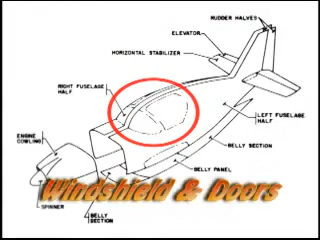 RUDDER HALVES
ELEVATOR
HORIZONTAL STABILIZER
RIGHT FUSELAGE
HALF
LEFT FUSELAGE
HALF
ENGINE
COWLING
BELLY SECTION
BELLY PANEL
Windshield & Doors
SPINNER
BELLY
SECTION